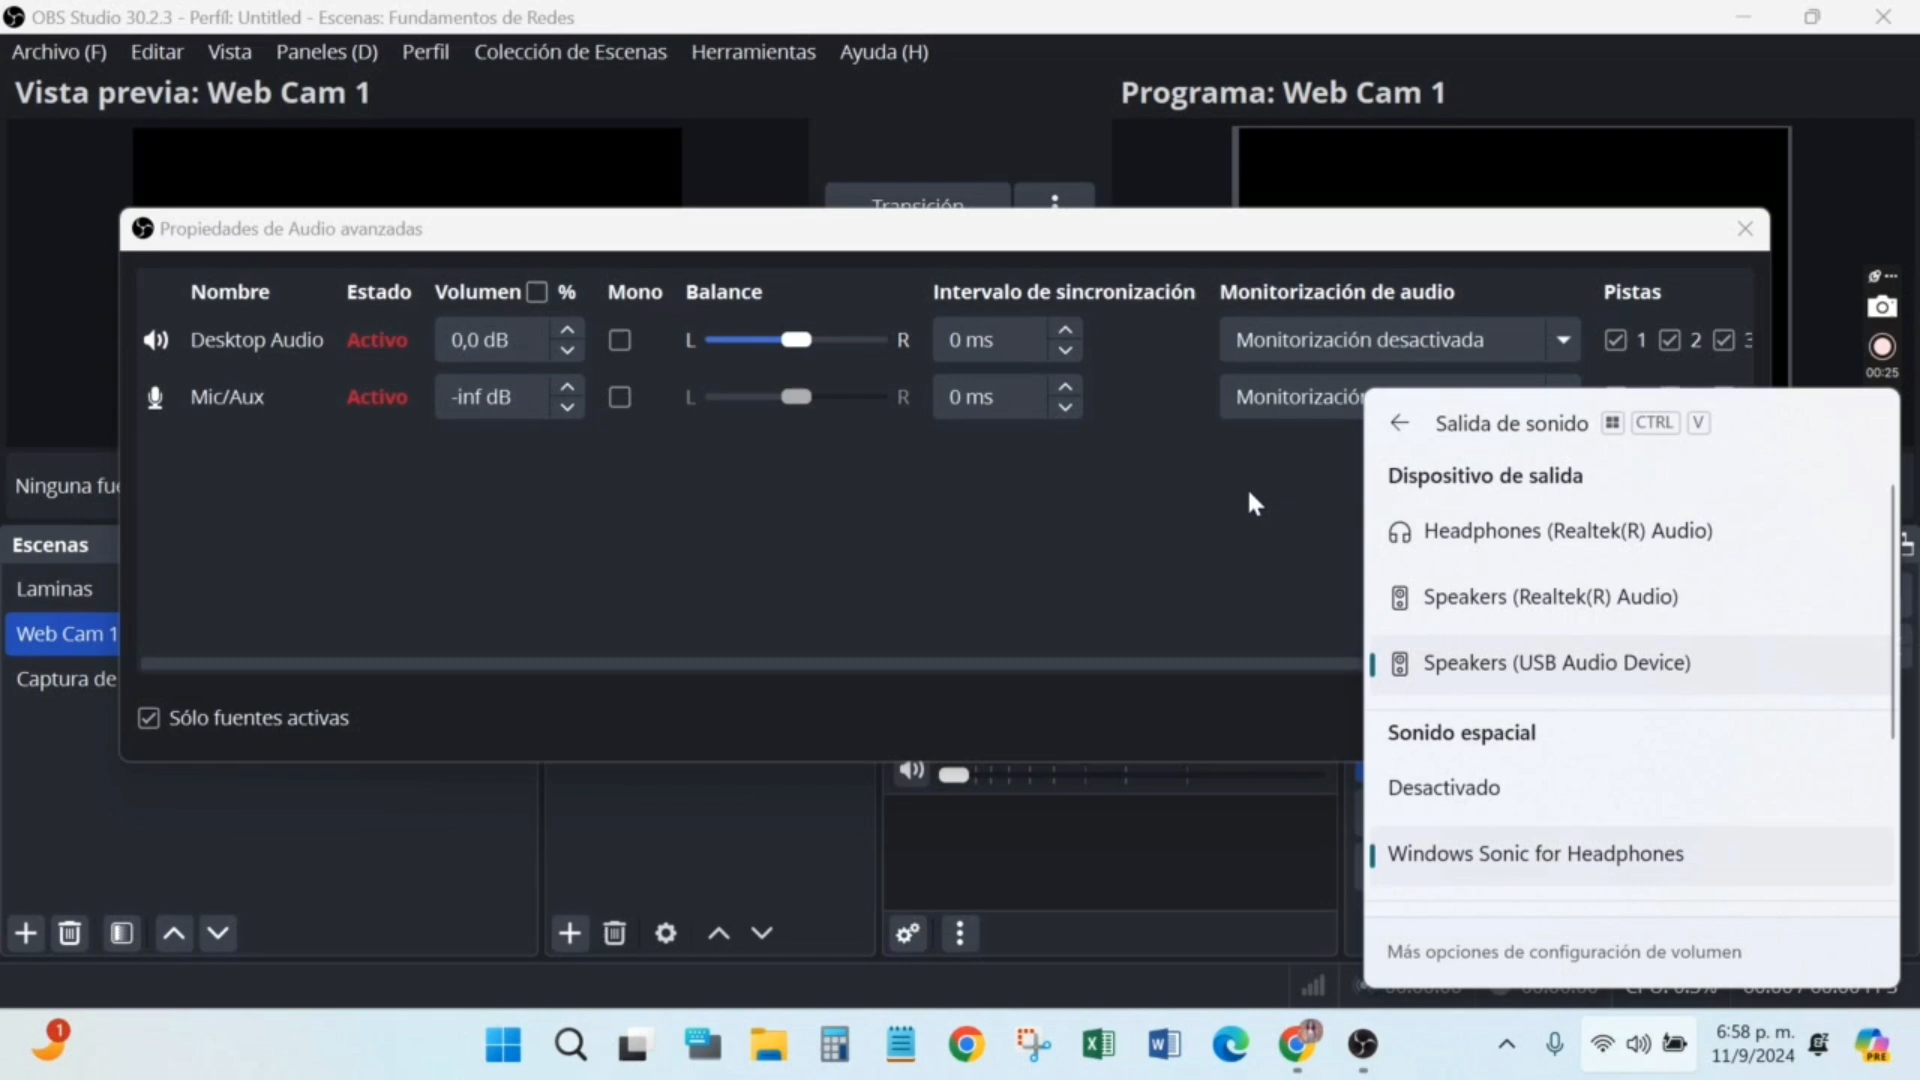 OBS Studio 30.2.3 - Perfil: Untitled - Escenas: Fundamentos de Redes
Archivo (F) Editar Vista Paneles (D) Perfil Colección de Escenas Herramientas Ayuda (H)
Vista previa: Web Cam 1
Programa: Web Cam 1
Transición
Propiedades de Audio avanzadas
Nombre Estado Volumen % Mono Balance Intervalo de sincronización Monitorización de audio Pistas
Desktop Audio Activo 0,0 dB L R 0 ms Monitorización desactivada 1 2 3
Mic/Aux Activo -inf dB L R 0 ms
00:25
Salida de sonido CTRL V
Dispositivo de salida
Headphones (Realtek(R) Audio)
Speakers (Realtek(R) Audio)
Speakers (USB Audio Device)
Sonido espacial
Desactivado
Windows Sonic for Headphones
Más opciones de configuración de volumen
Ninguna
Escenas
Laminas
Web Cam 1
Captura de
Sólo fuentes activas
1
6:58 p. m.
11/9/2024
PRE